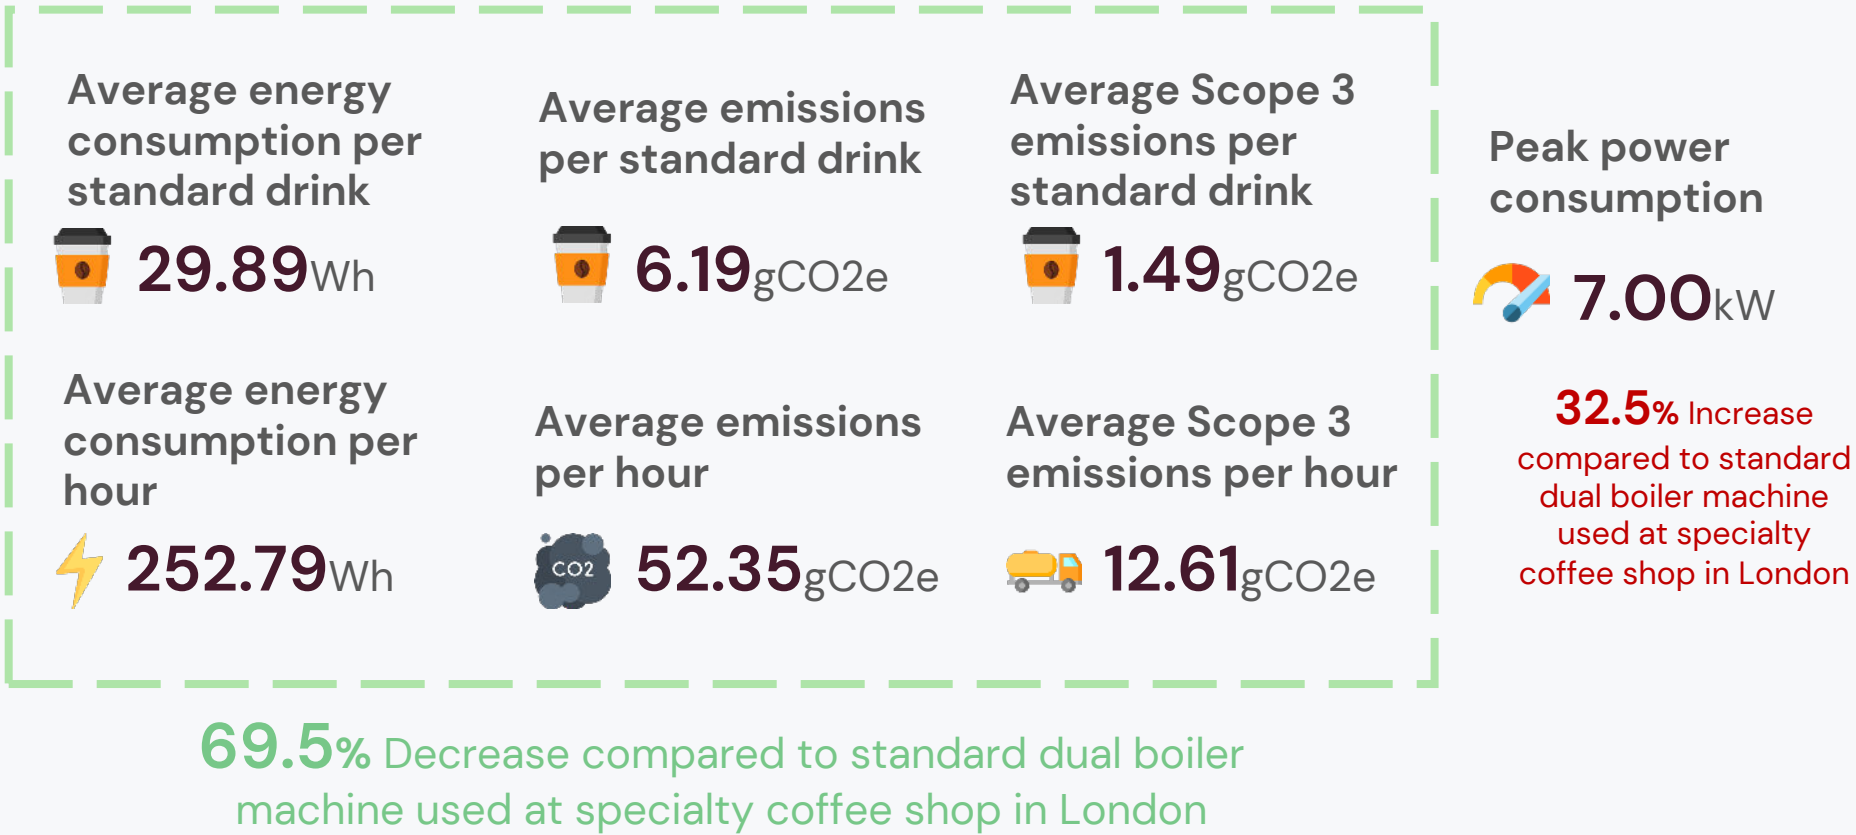 Average energy
consumption per
standard drink
29.89Wh
Average emissions
per standard drink
6.19gCO2e
Average Scope 3
emissions per
standard drink
1.49gCO2e
Peak power
consumption
7.00kW
32.5% Increase
compared to standard
dual boiler machine
used at specialty
coffee shop in London
Average energy
consumption per
hour
252.79Wh
Average emissions
per hour
CO2
52.35gCO2e
Average Scope 3
emissions per hour
12.61gCO2e
69.5% Decrease compared to standard dual boiler
machine used at specialty coffee shop in London